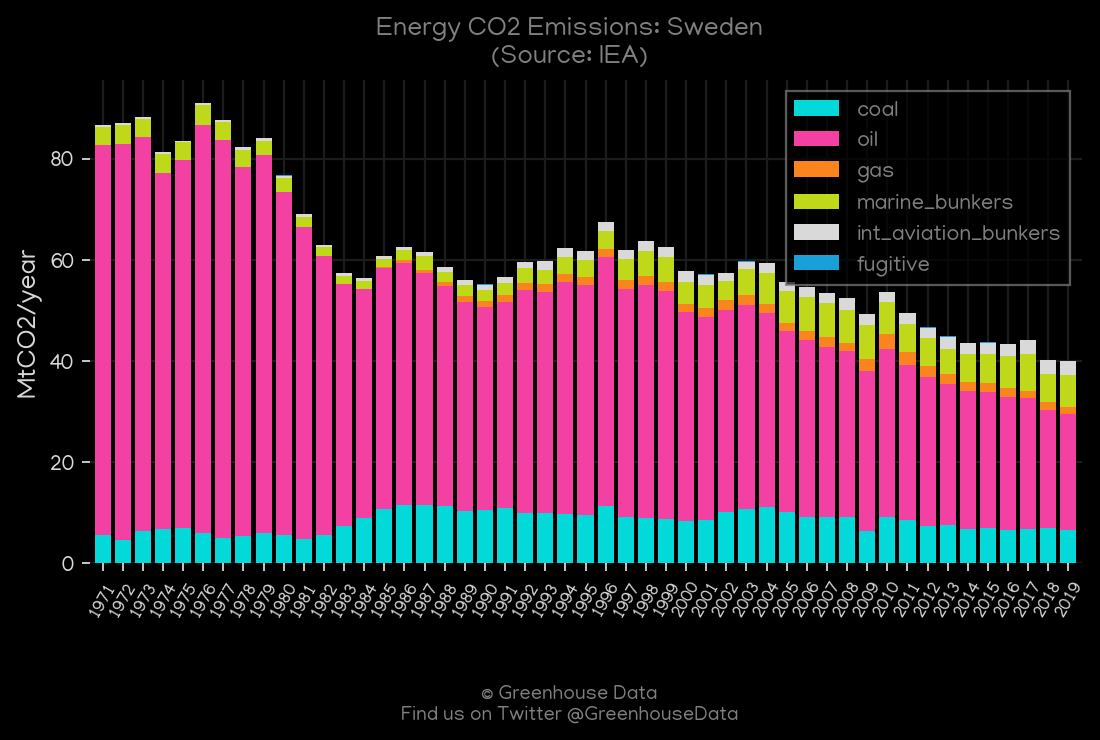 Energy CO2 Emissions: Sweden
(Source: IEA)
coal
oil
gas
marine_bunkers
int_aviation_bunkers
fugitive
MtCO2/year
80
60
40
20
0
1971 1972 1973 1974 1975 1976 1977 1978 1979 1980 1981 1982 1983 1984 1985 1986 1987 1988 1989 1990 1991 1992 1993 1994 1995 1996 1997 1998 1999 2000 2001 2002 2003 2004 2005 2006 2007 2008 2009 2010 2011 2012 2013 2014 2015 2016 2017 2018 2019
© Greenhouse Data
Find us on Twitter @GreenhouseData